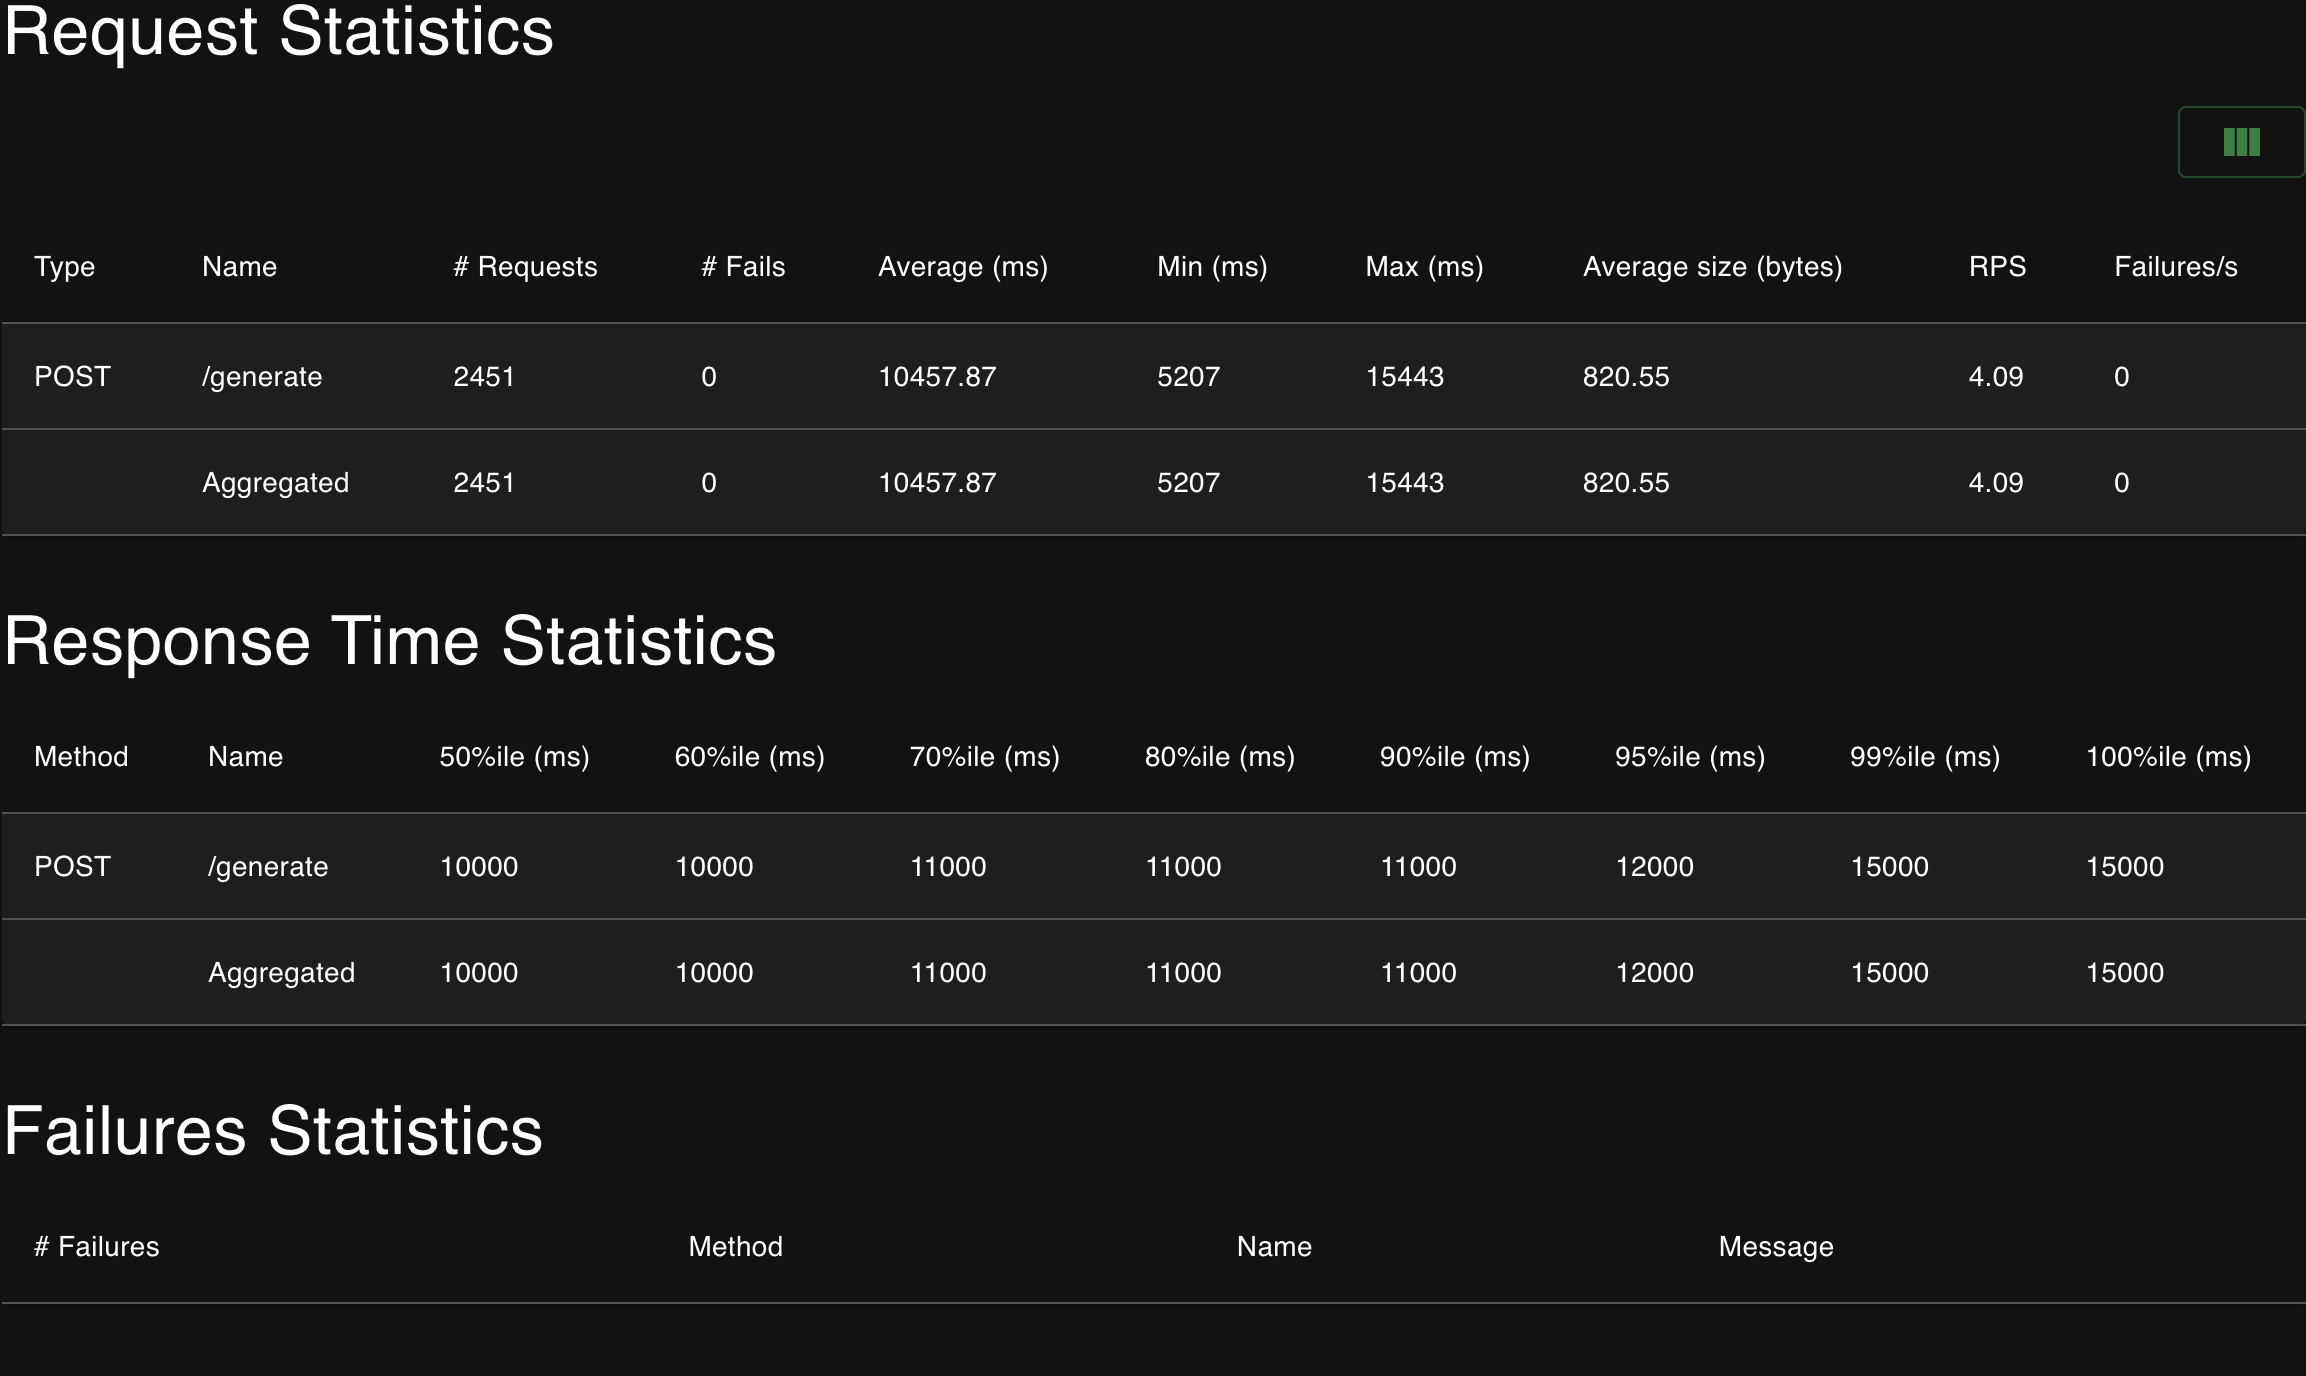 Request Statistics
Type Name # Requests # Fails Average (ms) Min (ms) Max (ms) Average size (bytes) RPS Failures/s
POST /generate 2451 0 10457.87 5207 15443 820.55 4.09 0
Aggregated 2451 0 10457.87 5207 15443 820.55 4.09 0
Response Time Statistics
Method Name 50%ile (ms) 60%ile (ms) 70%ile (ms) 80%ile (ms) 90%ile (ms) 95%ile (ms) 99%ile (ms) 100%ile (ms)
POST /generate 10000 10000 11000 11000 11000 12000 15000 15000
Aggregated 10000 10000 11000 11000 11000 12000 15000 15000
Failures Statistics
# Failures Method Name Message